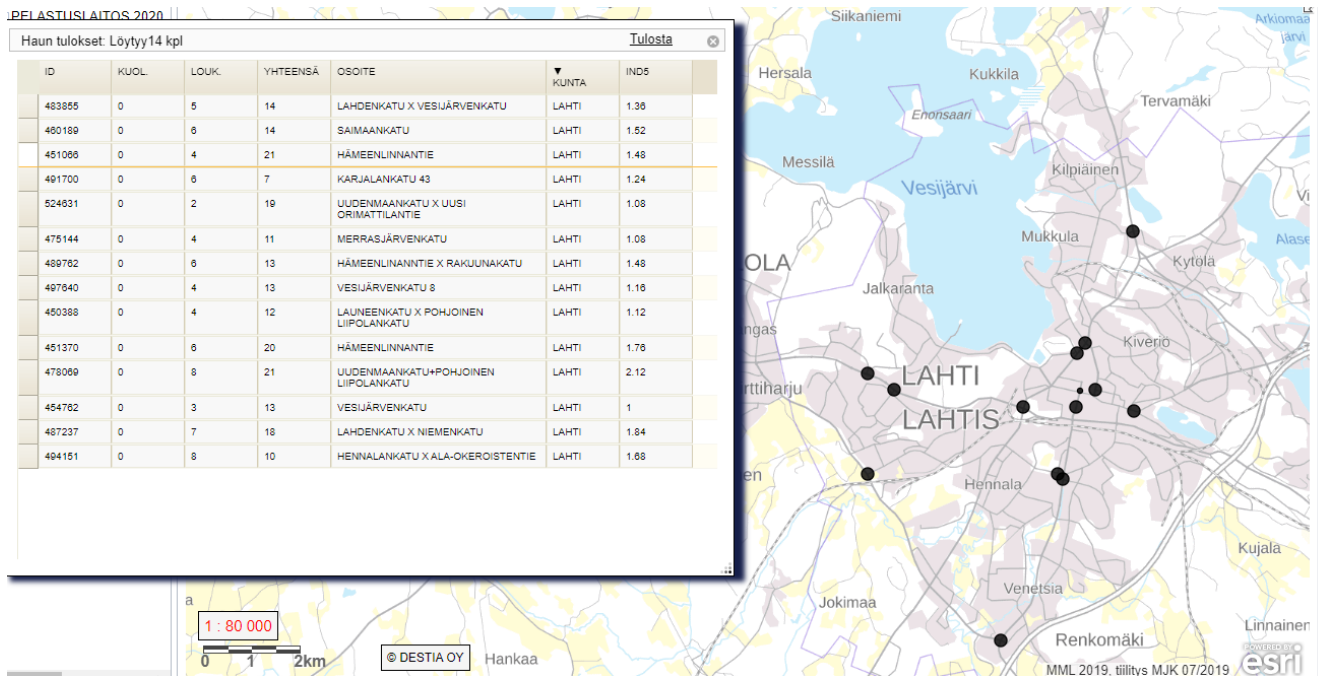 PELASTUSLAITOS 2020
Haun tulokset: Löytyy14 kpl Tulosta
ID KUOL. LOUK. YHTEENSÄ OSOITE ▼ KUNTA IND5
483855 0 5 14 LAHDENKATU X VESIJÄRVENKATU LAHTI 1.36
460189 0 6 14 SAIMAANKATU LAHTI 1.52
451066 0 4 21 HÄMEENLINNANTIE LAHTI 1.48
491700 0 6 7 KARJALANKATU 43 LAHTI 1.24
524631 0 2 19 UUDENMAANKATU X UUSI ORIMATTILANTIE LAHTI 1.08
475144 0 4 11 MERRASJÄRVENKATU LAHTI 1.08
489762 0 6 13 HÄMEENLINANNTIE X RAKUUNAKATU LAHTI 1.48
497640 0 4 13 VESIJÄRVENKATU 8 LAHTI 1.16
450388 0 4 12 LAUNEENKATU X POHJOINEN LIIPOLANKATU LAHTI 1.12
451370 0 6 20 HÄMEENLINNANTIE LAHTI 1.76
478069 0 8 21 UUDENMAANKATU+POHJOINEN LIIPOLANKATU LAHTI 2.12
454762 0 3 13 VESIJÄRVENKATU LAHTI 1
487237 0 7 18 LAHDENKATU X NIEMENKATU LAHTI 1.84
494151 0 8 10 HENNALANKATU X ALA-OKEROISTENTIE LAHTI 1.68
Siikaniemi
Arkiomaa
järvi
Hersala
Kukkila
Tervamäki
Enonsaari
Messilä
Kilpiäinen
Vesijärvi
Vi
Mukkula
Alase
OLA
Kytölä
Jalkaranta
ngas
Kiveriö
LAHTI
rttiharju
LAHTIS
en
Hennala
Kujala
Venetsia
a
Jokimaa
1 : 80 000
Linnainen
Renkomäki
0 1 2km
© DESTIA OY
Hankaa
MML 2019, tiilitys MJK 07/2019
POWERED BY
esri